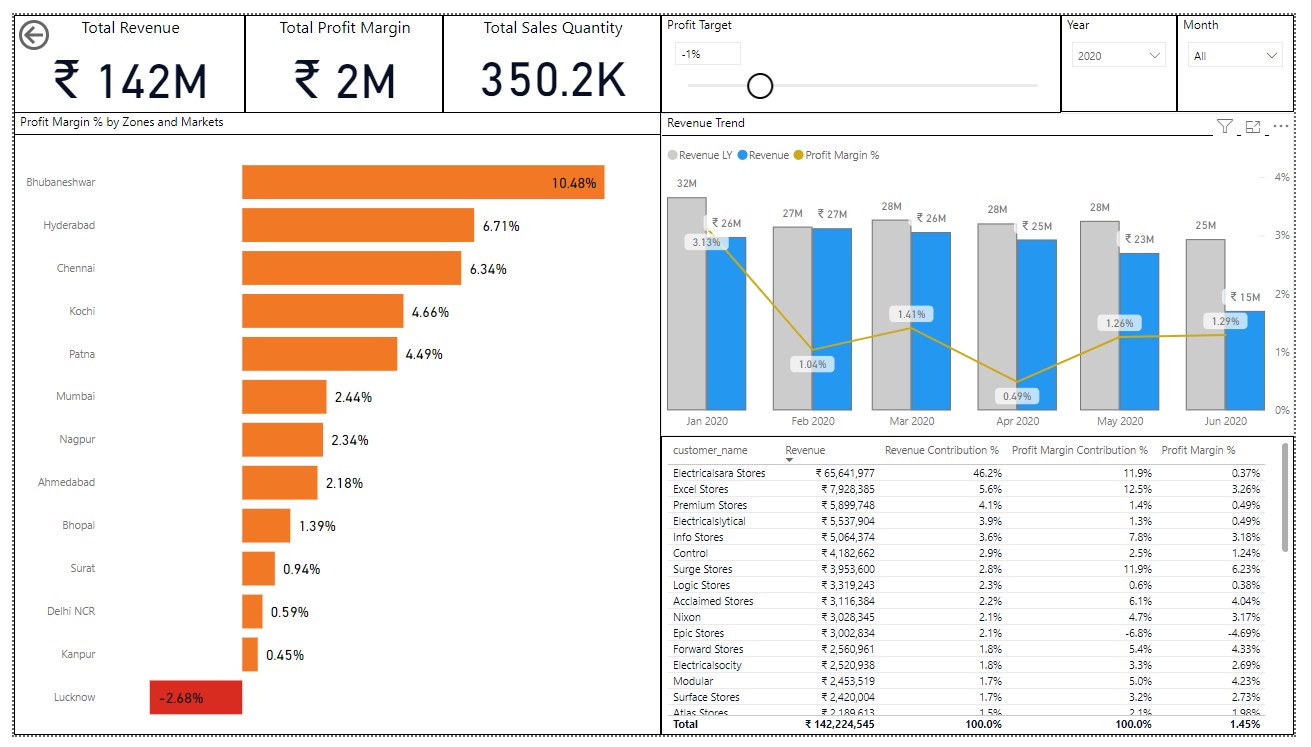 Total Revenue
₹ 142M
Total Profit Margin
₹ 2M
Total Sales Quantity
350.2K
Profit Target
-1%
Year
2020
Month
All
Profit Margin % by Zones and Markets
Bhubaneshwar 10.48%
Hyderabad 6.71%
Chennai 6.34%
Kochi 4.66%
Patna 4.49%
Mumbai 2.44%
Nagpur 2.34%
Ahmedabad 2.18%
Bhopal 1.39%
Surat 0.94%
Delhi NCR 0.59%
Kanpur 0.45%
Lucknow -2.68%
Revenue Trend
Revenue LY Revenue Profit Margin %
32M ₹ 26M 27M ₹ 27M 28M ₹ 26M 28M ₹ 25M 28M ₹ 23M 25M ₹ 15M
3.13% 1.04% 1.41% 0.49% 1.26% 1.29%
4%
3%
2%
1%
0%
Jan 2020 Feb 2020 Mar 2020 Apr 2020 May 2020 Jun 2020
customer_name Revenue Revenue Contribution % Profit Margin Contribution % Profit Margin %
Electricalsara Stores ₹ 65,641,977 46.2% 11.9% 0.37%
Excel Stores ₹ 7,928,385 5.6% 12.5% 3.26%
Premium Stores ₹ 5,899,748 4.1% 1.4% 0.49%
Electricalslytical ₹ 5,537,904 3.9% 1.3% 0.49%
Info Stores ₹ 5,064,374 3.6% 7.8% 3.18%
Control ₹ 4,182,662 2.9% 2.5% 1.24%
Surge Stores ₹ 3,953,600 2.8% 11.9% 6.23%
Logic Stores ₹ 3,319,243 2.3% 0.6% 0.38%
Acclaimed Stores ₹ 3,116,384 2.2% 6.1% 4.04%
Nixon ₹ 3,028,345 2.1% 4.7% 3.17%
Epic Stores ₹ 3,002,834 2.1% -6.8% -4.69%
Forward Stores ₹ 2,560,961 1.8% 5.4% 4.33%
Electricalsocity ₹ 2,520,938 1.8% 3.3% 2.69%
Modular ₹ 2,453,519 1.7% 5.0% 4.23%
Surface Stores ₹ 2,420,004 1.7% 3.2% 2.73%
Atlas Stores ₹ 2,189,613 1.5% 2.1% 1.98%
Total ₹ 142,224,545 100.0% 100.0% 1.45%